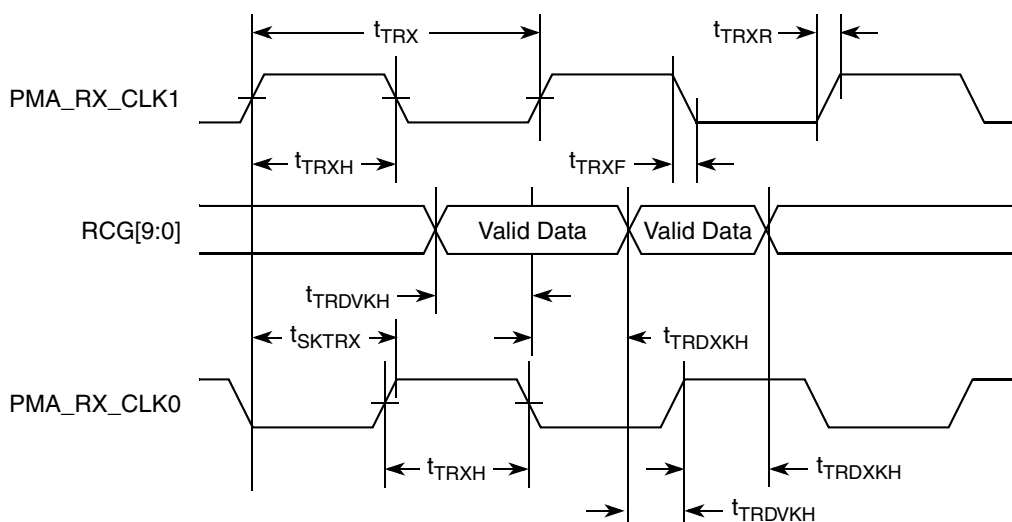 tTRX
tTRXR
PMA_RX_CLK1
tTRXH
tTRXF
RCG[9:0]
Valid Data
Valid Data
tTRDVKH
tSKTRX
tTRDXKH
PMA_RX_CLK0
tTRXH
tTRDXKH
tTRDVKH